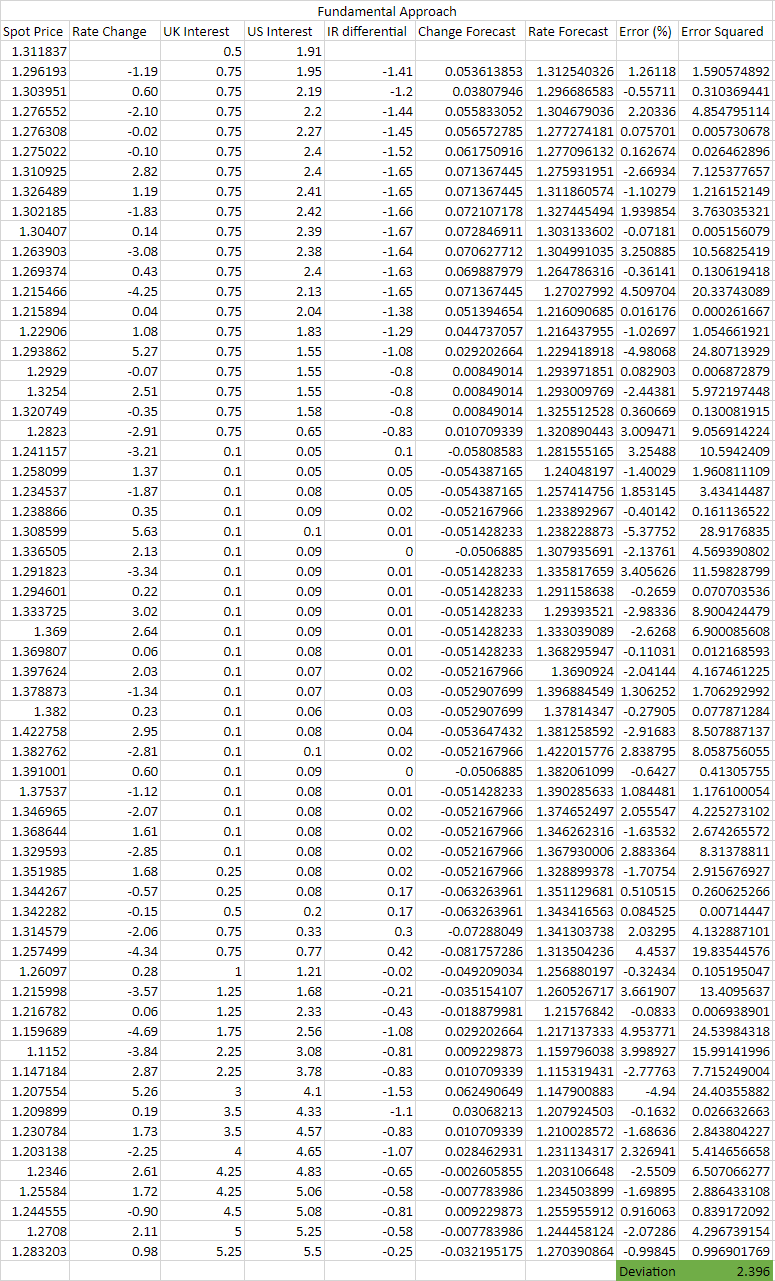 Fundamental Approach
Spot Price Rate Change UK Interest US Interest IR differential Change Forecast Rate Forecast Error (%) Error Squared
1.311837 0.5 1.91
1.296193 -1.19 0.75 1.95 -1.41 0.053613853 1.312540326 1.26118 1.590574892
1.303951 0.60 0.75 2.19 -1.2 0.03807946 1.296686583 -0.55711 0.310369441
1.276552 -2.10 0.75 2.2 -1.44 0.055833052 1.304679036 2.20336 4.854795114
1.276308 -0.02 0.75 2.27 -1.45 0.056572785 1.277274181 0.075701 0.005730678
1.275022 -0.10 0.75 2.4 -1.52 0.061750916 1.277096132 0.162674 0.026462896
1.310925 2.82 0.75 2.4 -1.65 0.071367445 1.275931951 -2.66934 7.125377657
1.326489 1.19 0.75 2.41 -1.65 0.071367445 1.311860574 -1.10279 1.216152149
1.302185 -1.83 0.75 2.42 -1.66 0.072107178 1.327445494 1.939854 3.763035321
1.30407 0.14 0.75 2.39 -1.67 0.072846911 1.303133602 -0.07181 0.005156079
1.263903 -3.08 0.75 2.38 -1.64 0.070627712 1.304991035 3.250885 10.56825419
1.269374 0.43 0.75 2.4 -1.63 0.069887979 1.264786316 -0.36141 0.130619418
1.215466 -4.25 0.75 2.13 -1.65 0.071367445 1.27027992 4.509704 20.33743089
1.215894 0.04 0.75 2.04 -1.38 0.051394654 1.216090685 0.016176 0.000261667
1.22906 1.08 0.75 1.83 -1.29 0.044737057 1.216437955 -1.02697 1.054661921
1.293862 5.27 0.75 1.55 -1.08 0.029202664 1.229418918 -4.98068 24.80713929
1.2929 -0.07 0.75 1.55 -0.8 0.00849014 1.293971851 0.082903 0.006872879
1.3254 2.51 0.75 1.55 -0.8 0.00849014 1.293009769 -2.44381 5.972197448
1.320749 -0.35 0.75 1.58 -0.8 0.00849014 1.325512528 0.360669 0.130081915
1.2823 -2.91 0.75 0.65 -0.83 0.010709339 1.320890443 3.009471 9.056914224
1.241157 -3.21 0.1 0.05 0.1 -0.05808583 1.281555165 3.25488 10.5942409
1.258099 1.37 0.1 0.05 0.05 -0.054387165 1.24048197 -1.40029 1.960811109
1.234537 -1.87 0.1 0.08 0.05 -0.054387165 1.257414756 1.853145 3.43414487
1.238866 0.35 0.1 0.09 0.02 -0.052167966 1.233892967 -0.40142 0.161136522
1.308599 5.63 0.1 0.1 0.01 -0.051428233 1.238228873 -5.37752 28.9176835
1.336505 2.13 0.1 0.09 0 -0.0506885 1.307935691 -2.13761 4.569390802
1.291823 -3.34 0.1 0.09 0.01 -0.051428233 1.335817659 3.405626 11.59828799
1.294601 0.22 0.1 0.09 0.01 -0.051428233 1.291158638 -0.2659 0.070703536
1.333725 3.02 0.1 0.09 0.01 -0.051428233 1.29393521 -2.98336 8.900424479
1.369 2.64 0.1 0.09 0.01 -0.051428233 1.333039089 -2.6268 6.900085608
1.369807 0.06 0.1 0.08 0.01 -0.051428233 1.368295947 -0.11031 0.012168593
1.397624 2.03 0.1 0.07 0.02 -0.052167966 1.3690924 -2.04144 4.167461225
1.378873 -1.34 0.1 0.07 0.03 -0.052907699 1.396884549 1.306252 1.706292992
1.382 0.23 0.1 0.06 0.03 -0.052907699 1.37814347 -0.27905 0.077871284
1.422758 2.95 0.1 0.08 0.04 -0.053647432 1.381258592 -2.91683 8.507887137
1.382762 -2.81 0.1 0.1 0.02 -0.052167966 1.422015776 2.838795 8.058756055
1.391001 0.60 0.1 0.09 0 -0.0506885 1.382061099 -0.6427 0.41305755
1.37537 -1.12 0.1 0.08 0.01 -0.051428233 1.390285633 1.084481 1.176100054
1.346965 -2.07 0.1 0.08 0.02 -0.052167966 1.374652497 2.055547 4.225273102
1.368644 1.61 0.1 0.08 0.02 -0.052167966 1.346262316 -1.63532 2.674265572
1.329593 -2.85 0.1 0.08 0.02 -0.052167966 1.367930006 2.883364 8.31378811
1.351985 1.68 0.25 0.08 0.02 -0.052167966 1.328899378 -1.70754 2.915676927
1.344267 -0.57 0.25 0.08 0.17 -0.063263961 1.351129681 0.510515 0.260625266
1.342282 -0.15 0.5 0.2 0.17 -0.063263961 1.343416563 0.084525 0.00714447
1.314579 -2.06 0.75 0.33 0.3 -0.07288049 1.341303738 2.03295 4.132887101
1.257499 -4.34 0.75 0.77 0.42 -0.081757286 1.313504236 4.4537 19.83544576
1.26097 0.28 1 1.21 -0.02 -0.049209034 1.256880197 -0.32434 0.105195047
1.215998 -3.57 1.25 1.68 -0.21 -0.035154107 1.260526717 3.661907 13.4095637
1.216782 0.06 1.25 2.33 -0.43 -0.018879981 1.21576842 -0.0833 0.006938901
1.159689 -4.69 1.75 2.56 -1.08 0.029202664 1.217137333 4.953771 24.53984318
1.1152 -3.84 2.25 3.08 -0.81 0.009229873 1.159796038 3.998927 15.99141996
1.147184 2.87 2.25 3.78 -0.83 0.010709339 1.115319431 -2.77763 7.715249004
1.207554 5.26 3 4.1 -1.53 0.062490649 1.147900883 -4.94 24.40355882
1.209899 0.19 3.5 4.33 -1.1 0.03068213 1.207924503 -0.1632 0.026632663
1.230784 1.73 3.5 4.57 -0.83 0.010709339 1.210028572 -1.68636 2.843804227
1.203138 -2.25 4 4.65 -1.07 0.028462931 1.231134317 2.326941 5.414656658
1.2346 2.61 4.25 4.83 -0.65 -0.002605855 1.203106648 -2.5509 6.507066277
1.25584 1.72 4.25 5.06 -0.58 -0.007783986 1.234503899 -1.69895 2.886433108
1.244555 -0.90 4.5 5.08 -0.81 0.009229873 1.255955912 0.916063 0.839172092
1.2708 2.11 5 5.25 -0.58 -0.007783986 1.244458124 -2.07286 4.296739154
1.283203 0.98 5.25 5.5 -0.25 -0.032195175 1.270390864 -0.99845 0.996901769
Deviation 2.396